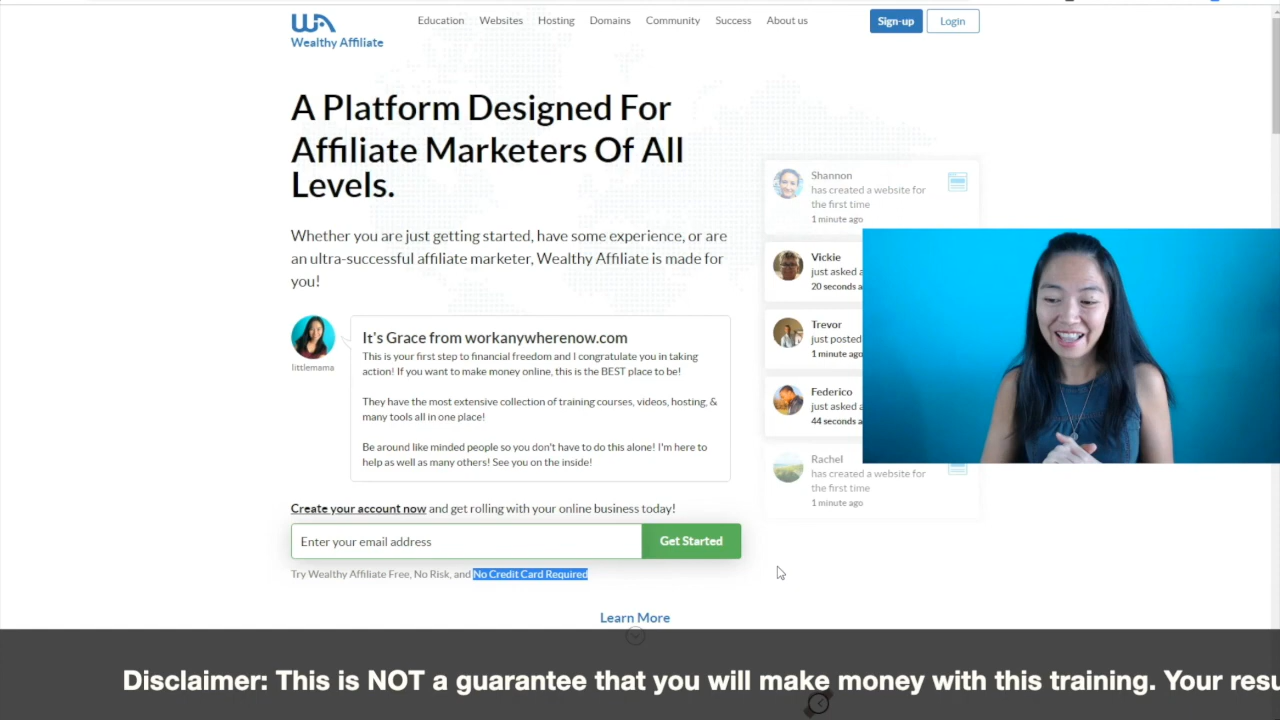 Wealthy Affiliate
Education Websites Hosting Domains Community Success About us
Sign-up
Login
A Platform Designed For
Affiliate Marketers Of All
Levels.
Whether you are just getting started, have some experience, or are
an ultra-successful affiliate marketer, Wealthy Affiliate is made for
you!
littlemama
It's Grace from workanywherenow.com
This is your first step to financial freedom and I congratulate you in taking
action! If you want to make money online, this is the BEST place to be!
They have the most extensive collection of training courses, videos, hosting, &
many tools all in one place!
Be around like minded people so you don't have to do this alone! I'm here to
help as well as many others! See you on the inside!
Create your account now and get rolling with your online business today!
Enter your email address
Get Started
Try Wealthy Affiliate Free, No Risk, and No Credit Card Required
Learn More
Shannon
has created a website for
the first time
1 minute ago
Vickie
just asked a
20 seconds a
Trevor
just posted
1 minute ago
Federico
just asked a
44 seconds a
Rachel
has created a website for
the first time
1 minute ago
Disclaimer: This is NOT a guarantee that you will make money with this training. Your resu